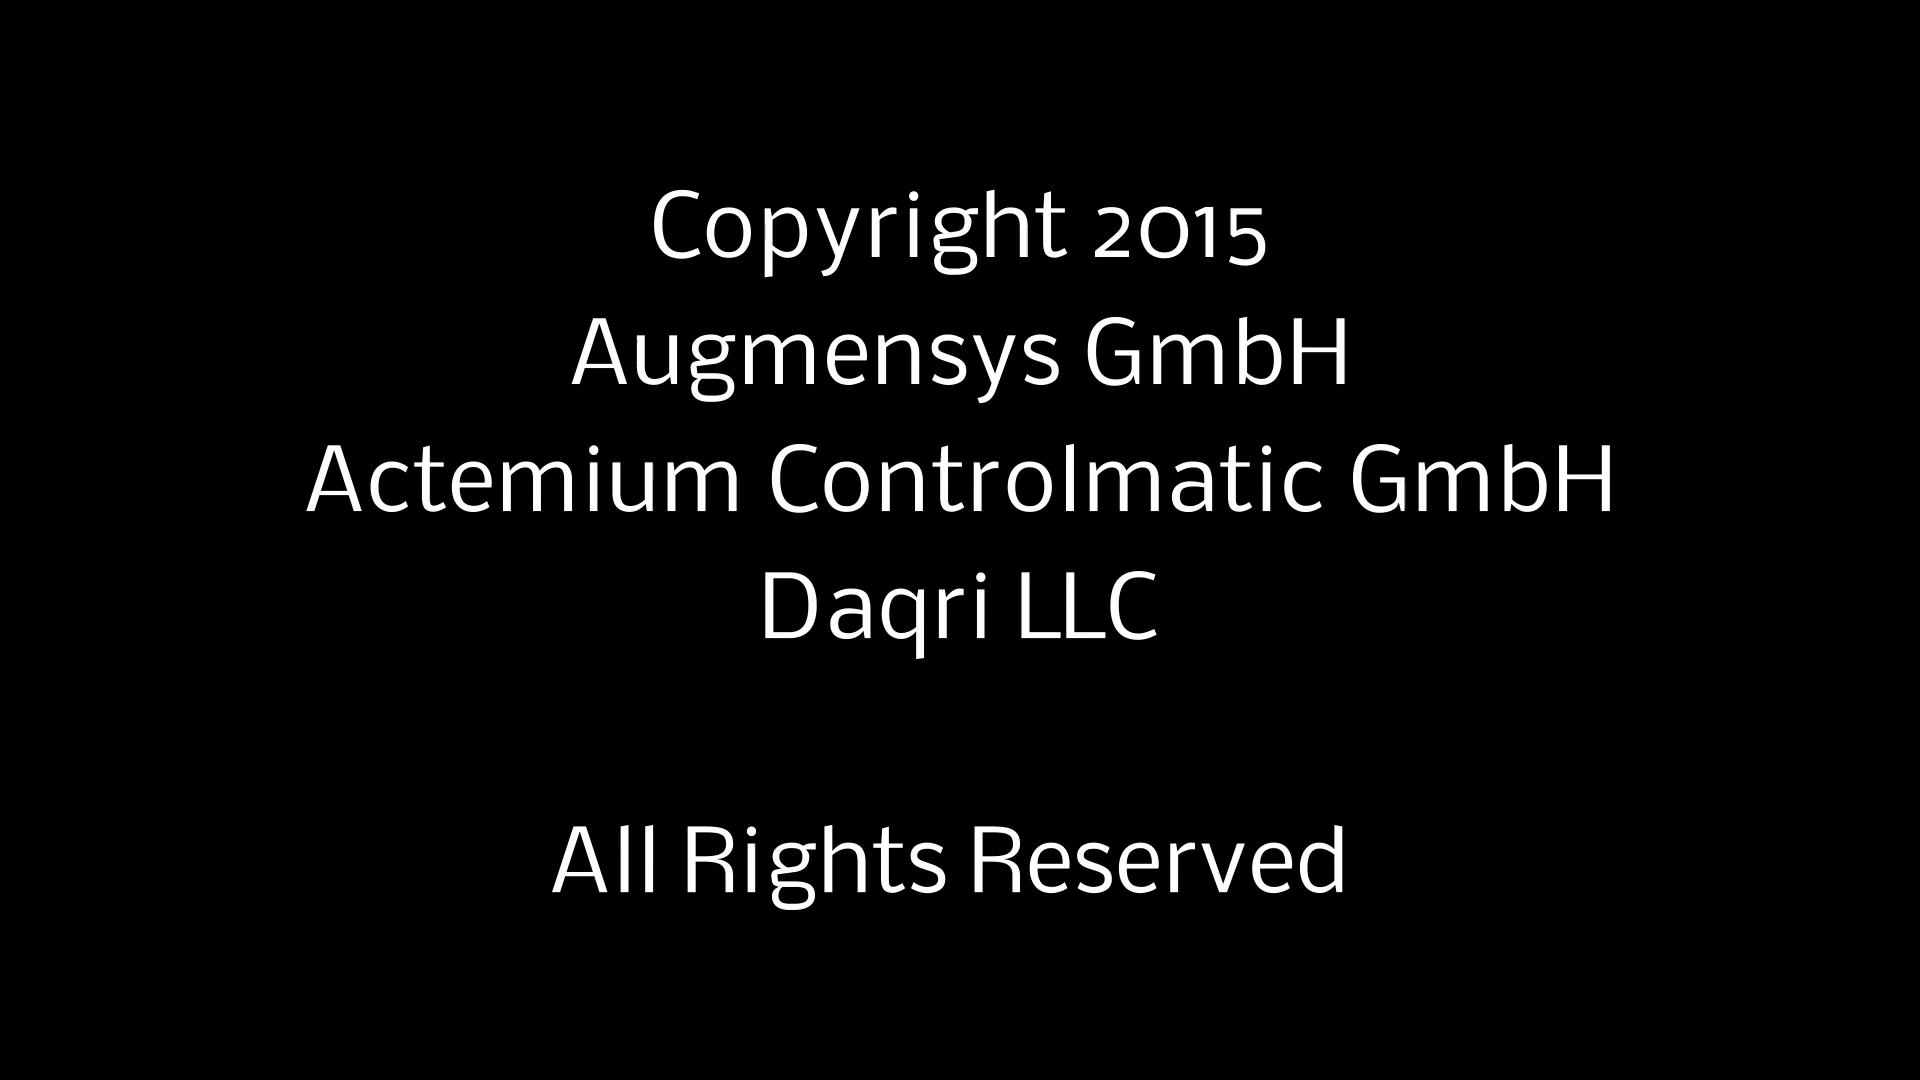 Copyright 2015
Augmensys GmbH
Actemium Controlmatic GmbH
Daqri LLC
All Rights Reserved